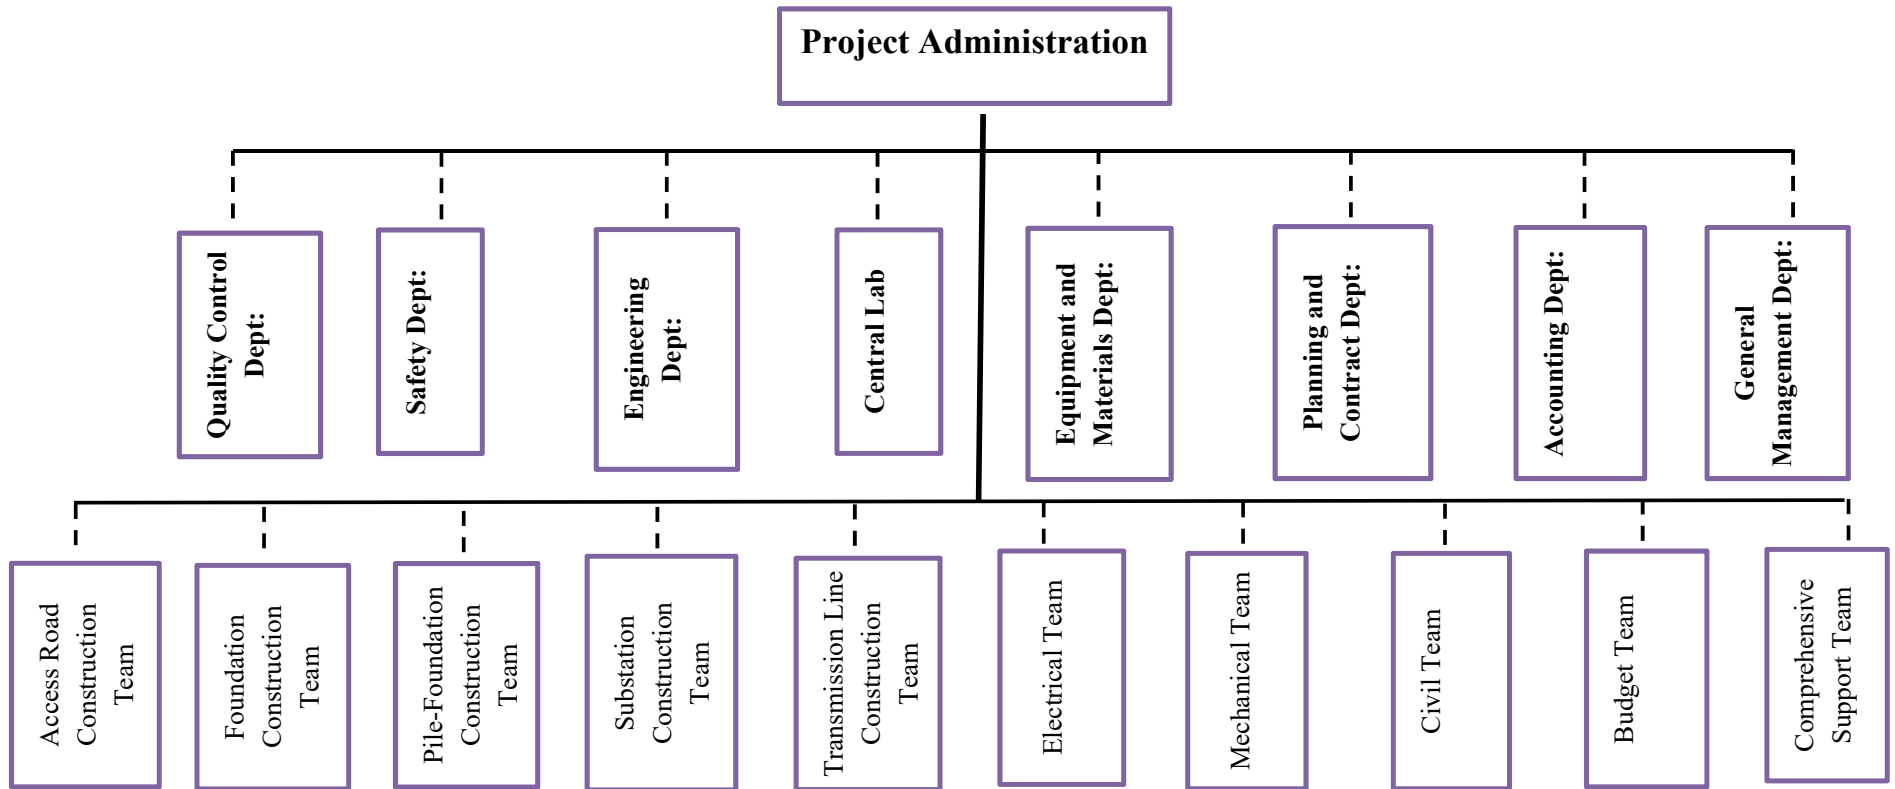 Project Administration
Quality Control
Dept:
Safety Dept:
Engineering
Dept:
Central Lab
Equipment and
Materials Dept:
Planning and
Contract Dept:
Accounting Dept:
General
Management Dept:
Access Road
Construction
Team
Foundation
Construction
Team
Pile-Foundation
Construction
Team
Substation
Construction
Team
Transmission Line
Construction
Team
Electrical Team
Mechanical Team
Civil Team
Budget Team
Comprehensive
Support Team